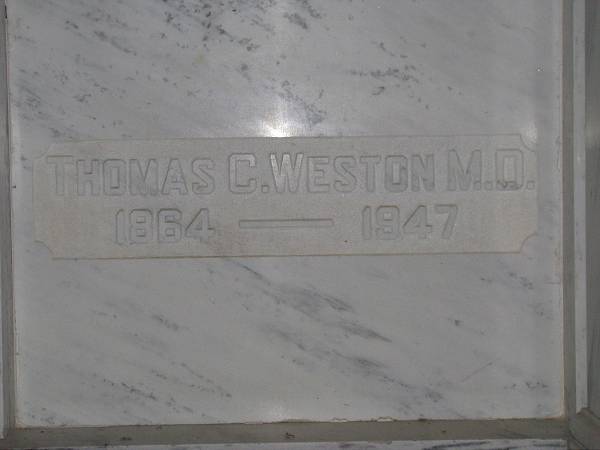 THOMAS C. WESTON M.D.
1864 — 1947